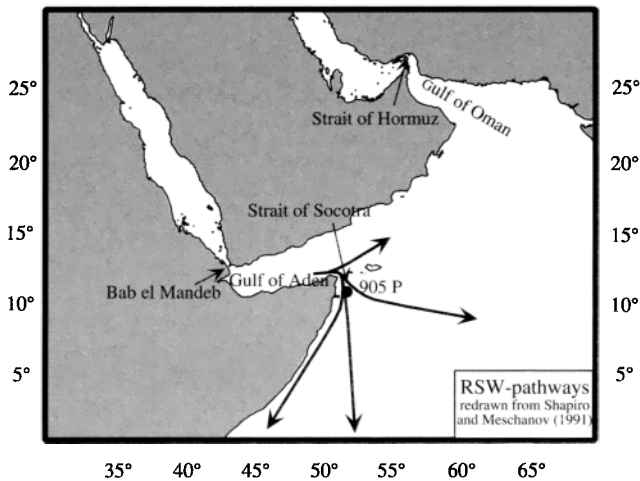 25°
20°
15°
10°
5°
Strait of Hormuz
Gulf of Oman
Strait of Socotra
Bab el Mandeb
Gulf of Aden
905 P
25°
20°
15°
10°
5°
RSW-pathways
redrawn from Shapiro
and Meschanov (1991)
35°
40°
45°
50°
55°
60°
65°